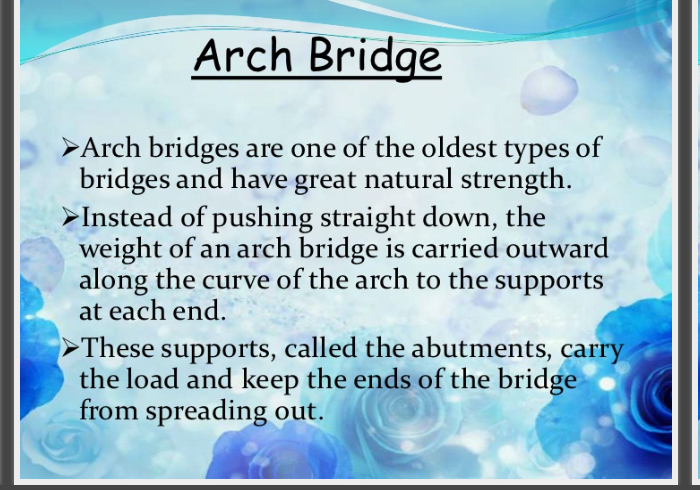 Arch Bridge
➢Arch bridges are one of the oldest types of
bridges and have great natural strength.
➢Instead of pushing straight down, the
weight of an arch bridge is carried outward
along the curve of the arch to the supports
at each end.
➢These supports, called the abutments, carry
the load and keep the ends of the bridge
from spreading out.